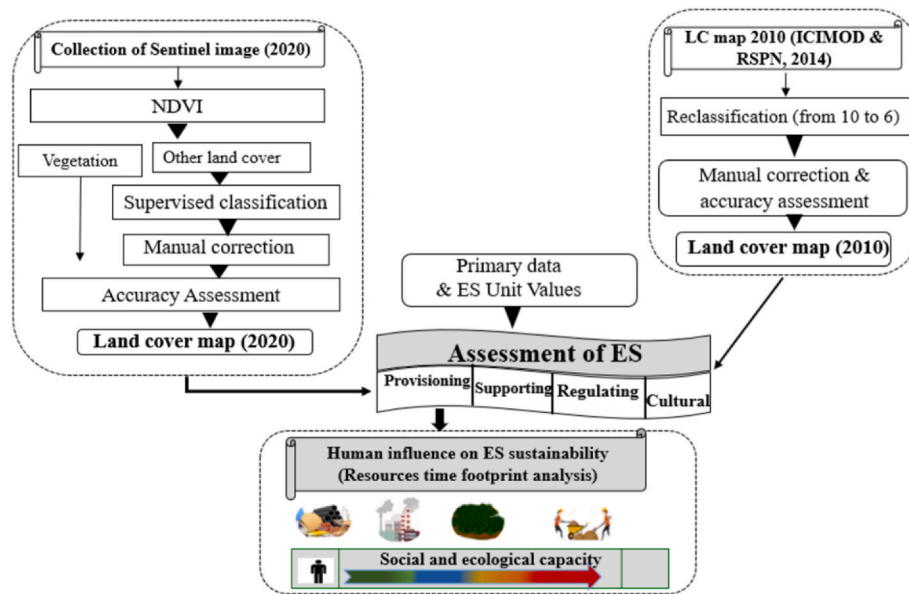 Collection of Sentinel image (2020)
NDVI
Vegetation
Other land cover
Supervised classification
Manual correction
Accuracy Assessment
Land cover map (2020)
LC map 2010 (ICIMOD &
RSPN, 2014)
Reclassification (from 10 to 6)
Manual correction &
accuracy assessment
Land cover map (2010)
Primary data
& ES Unit Values
Assessment of ES
Provisioning
Supporting
Regulating
Cultural
Human influence on ES sustainability
(Resources time footprint analysis)
Social and ecological capacity